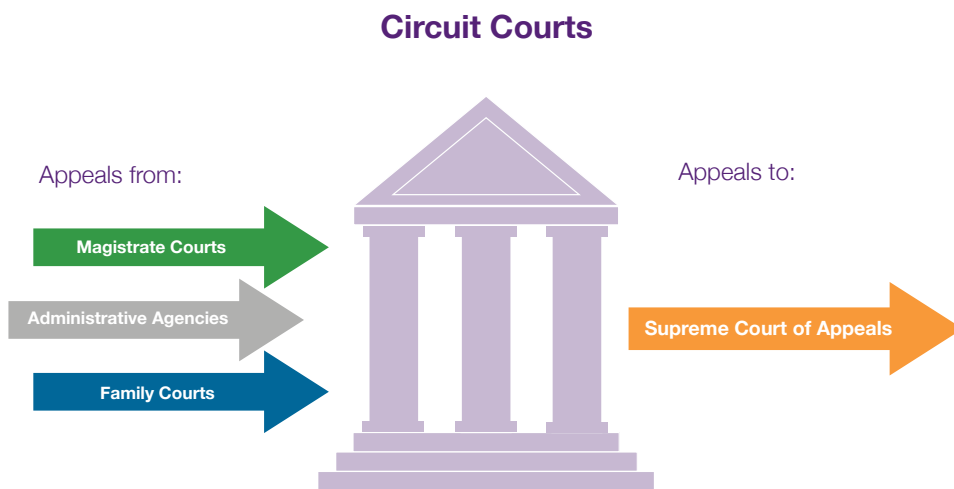 Circuit Courts
Appeals from:
Magistrate Courts
Administrative Agencies
Family Courts
Appeals to:
Supreme Court of Appeals